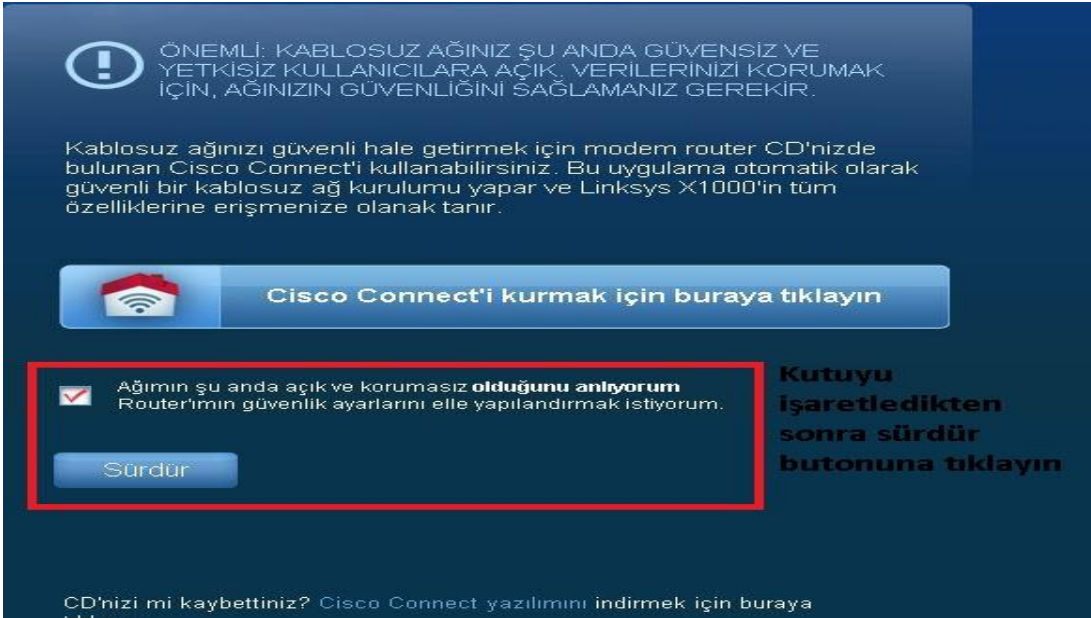 ÖNEMLİ: KABLOSUZ AĞINIZ ŞU ANDA GÜVENSİZ VE
YETKİSİZ KULLANICILARA AÇIK. VERİLERİNİZİ KORUMAK
İÇİN, AĞINIZIN GÜVENLİĞİNİ SAĞLAMANIZ GEREKİR.
Kablosuz ağınızı güvenli hale getirmek için modem router CD'nizde
bulunan Cisco Connect'i kullanabilirsiniz. Bu uygulama otomatik olarak
güvenli bir kablosuz ağ kurulumu yapar ve Linksys X1000'in tüm
özelliklerine erişmenize olanak tanır.
Cisco Connect'i kurmak için buraya tıklayın
Ağımın şu anda açık ve korumasız olduğunu anlıyorum
Router'ımın güvenlik ayarlarını elle yapılandırmak istiyorum.
Sürdür
Kutuyu
işaretledikten
sonra sürdür
butonuna tıklayın
CD'nizi mi kaybettiniz? Cisco Connect yazılımını indirmek için buraya